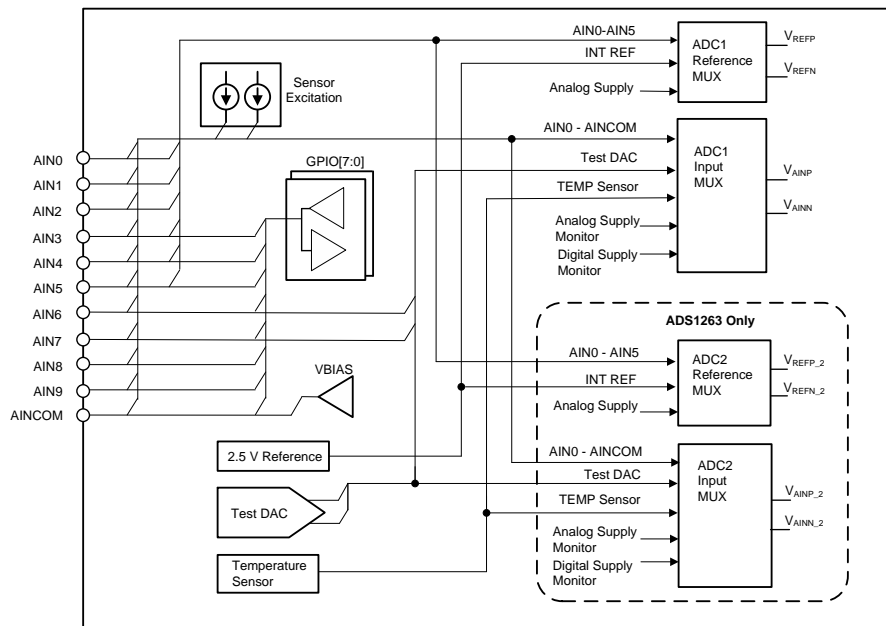 AIN0-AIN5
INT REF
Analog Supply
ADC1
Reference
MUX
VREFP
VREFN
Sensor
Excitation
AIN0
AIN1
AIN2
AIN3
AIN4
AIN5
AIN6
AIN7
AIN8
AIN9
AINCOM
GPIO[7:0]
VBIAS
AIN0 - AINCOM
Test DAC
TEMP Sensor
Analog Supply
Monitor
Digital Supply
Monitor
ADC1
Input
MUX
VAINP
VAINN
ADS1263 Only
AIN0 - AIN5
INT REF
Analog Supply
ADC2
Reference
MUX
VREFP_2
VREFN_2
2.5 V Reference
Test DAC
Temperature
Sensor
AIN0 - AINCOM
Test DAC
TEMP Sensor
Analog Supply
Monitor
Digital Supply
Monitor
ADC2
Input
MUX
VAINP_2
VAINN_2